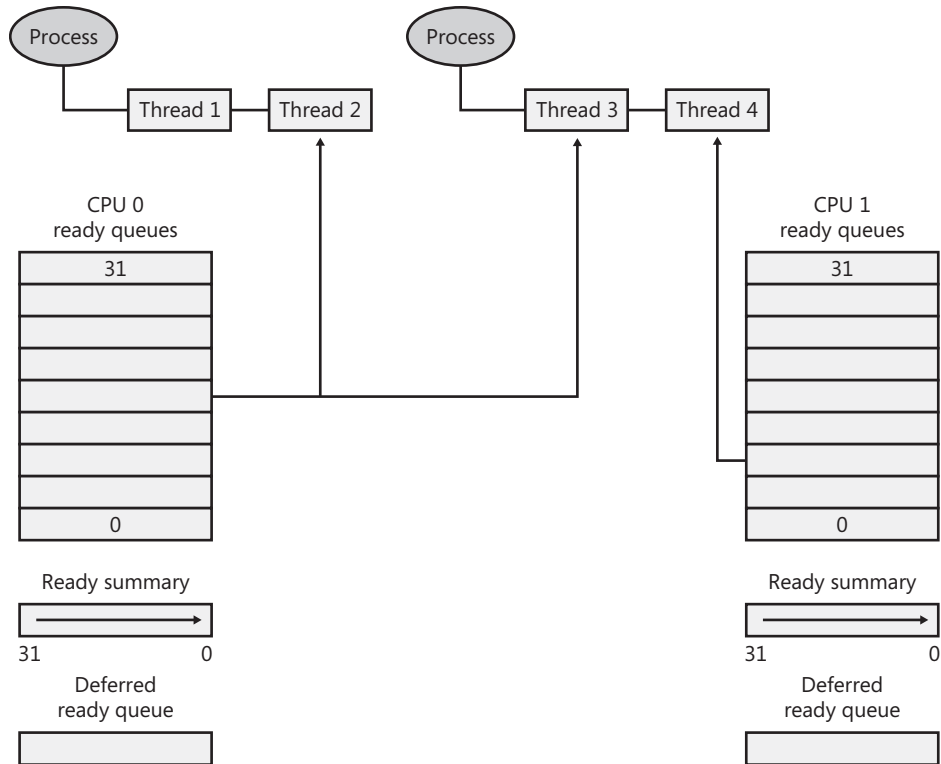 Process
Process
Thread 1
Thread 2
Thread 3
Thread 4
CPU 0
ready queues
31
0
Ready summary
31
0
Deferred
ready queue
CPU 1
ready queues
31
0
Ready summary
31
0
Deferred
ready queue